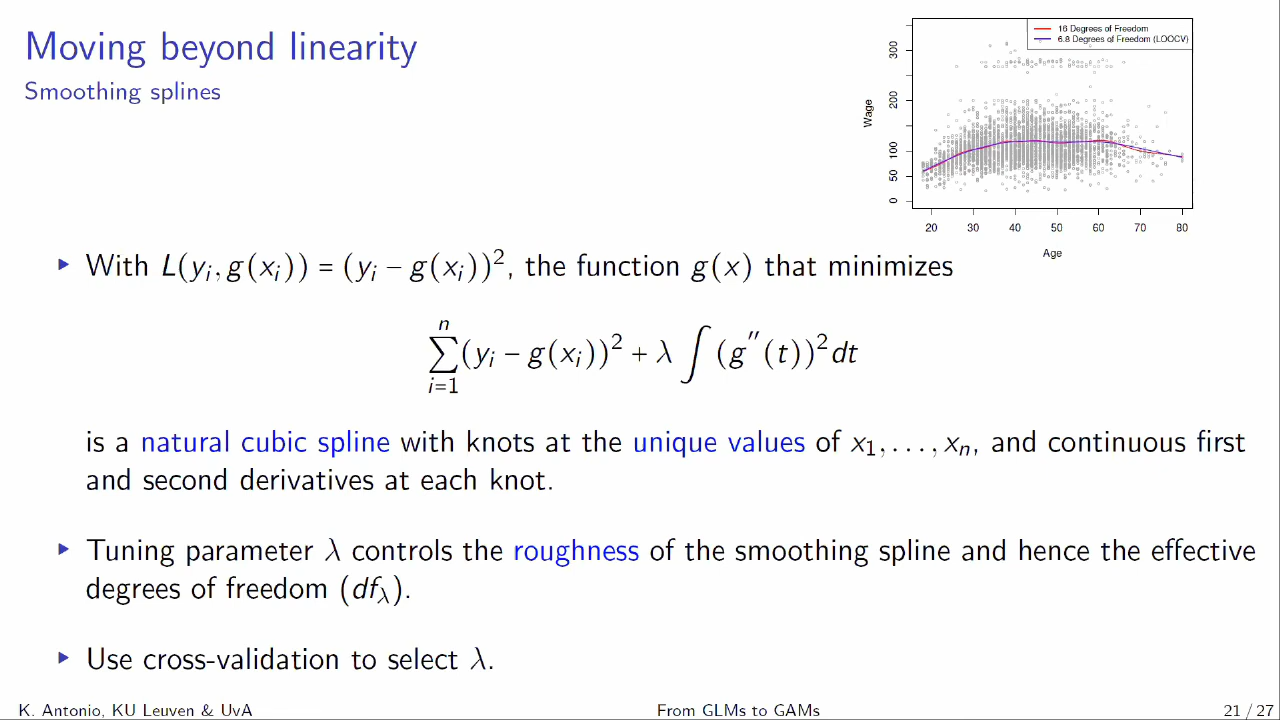 Moving beyond linearity
Smoothing splines
16 Degrees of Freedom
6.8 Degrees of Freedom (LOOCV)
Wage
300
200
100
50
0
20 30 40 50 60 70 80
Age
▸ With L(yᵢ, g(xᵢ)) = (yᵢ − g(xᵢ))², the function g(x) that minimizes
∑ⁿᵢ₌₁ (yᵢ − g(xᵢ))² + λ ∫ (g″(t))² dt
is a natural cubic spline with knots at the unique values of x₁, . . . , xₙ, and continuous first
and second derivatives at each knot.
▸ Tuning parameter λ controls the roughness of the smoothing spline and hence the effective
degrees of freedom (df_λ).
▸ Use cross-validation to select λ.
K. Antonio, KU Leuven & UvA From GLMs to GAMs 21 / 27